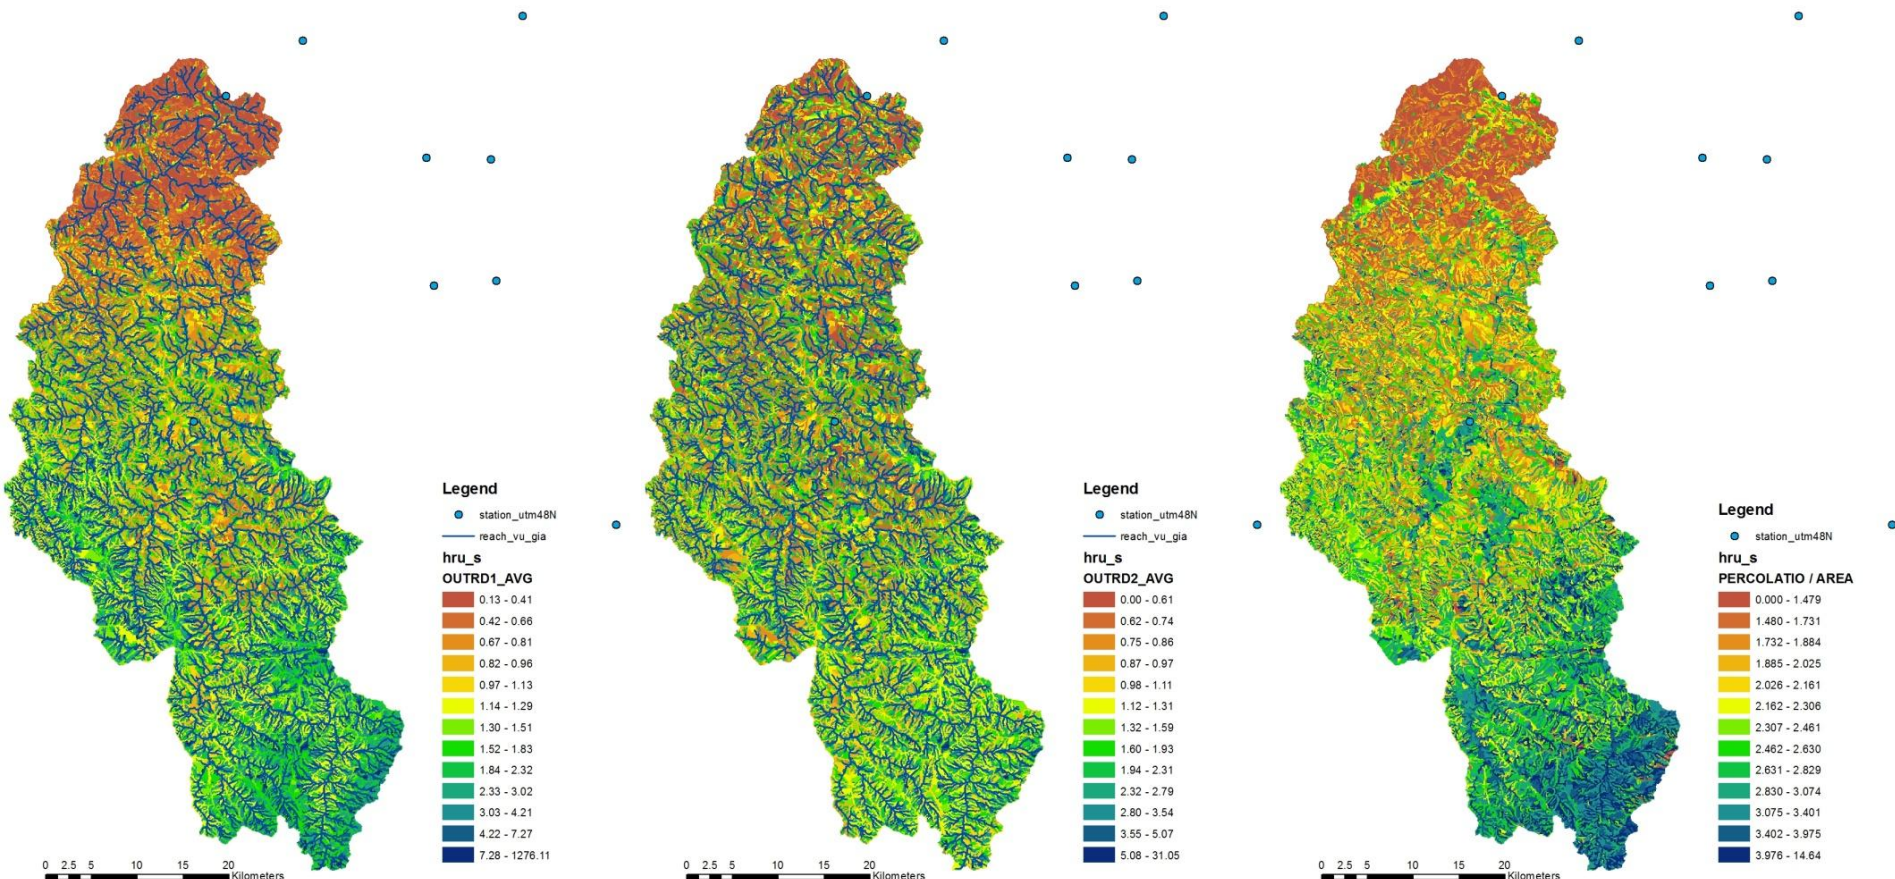 Legend
station_utm48N
reach_vu_gia
hru_s
OUTRD1_AVG
0.13 - 0.41
0.42 - 0.66
0.67 - 0.81
0.82 - 0.96
0.97 - 1.13
1.14 - 1.29
1.30 - 1.51
1.52 - 1.83
1.84 - 2.32
2.33 - 3.02
3.03 - 4.21
4.22 - 7.27
7.28 - 1276.11
0 2.5 5 10 15 20
Kilometers
Legend
station_utm48N
reach_vu_gia
hru_s
OUTRD2_AVG
0.00 - 0.61
0.62 - 0.74
0.75 - 0.86
0.87 - 0.97
0.98 - 1.11
1.12 - 1.31
1.32 - 1.59
1.60 - 1.93
1.94 - 2.31
2.32 - 2.79
2.80 - 3.54
3.55 - 5.07
5.08 - 31.05
0 2.5 5 10 15 20
Kilometers
Legend
station_utm48N
hru_s
PERCOLATIO / AREA
0.000 - 1.479
1.480 - 1.731
1.732 - 1.884
1.885 - 2.025
2.026 - 2.161
2.162 - 2.306
2.307 - 2.461
2.462 - 2.630
2.631 - 2.829
2.830 - 3.074
3.075 - 3.401
3.402 - 3.975
3.976 - 14.64
0 2.5 5 10 15 20
Kilometers